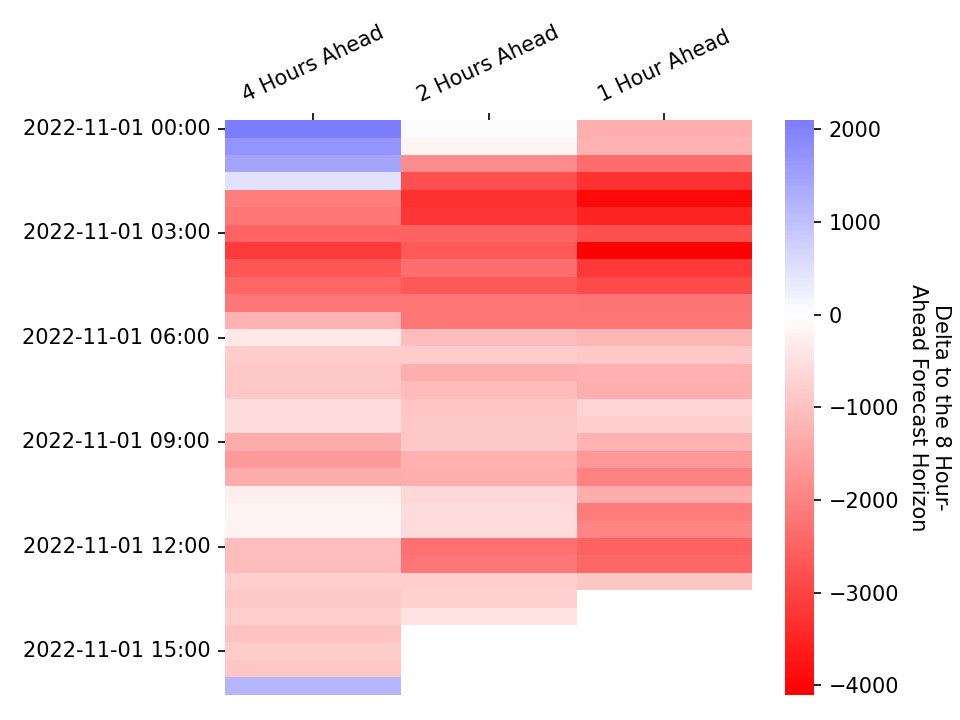 4 Hours Ahead
2 Hours Ahead
1 Hour Ahead
2022-11-01 00:00
2022-11-01 03:00
2022-11-01 06:00
2022-11-01 09:00
2022-11-01 12:00
2022-11-01 15:00
2000
1000
0
−1000
−2000
−3000
−4000
Delta to the 8 Hour-
Ahead Forecast Horizon